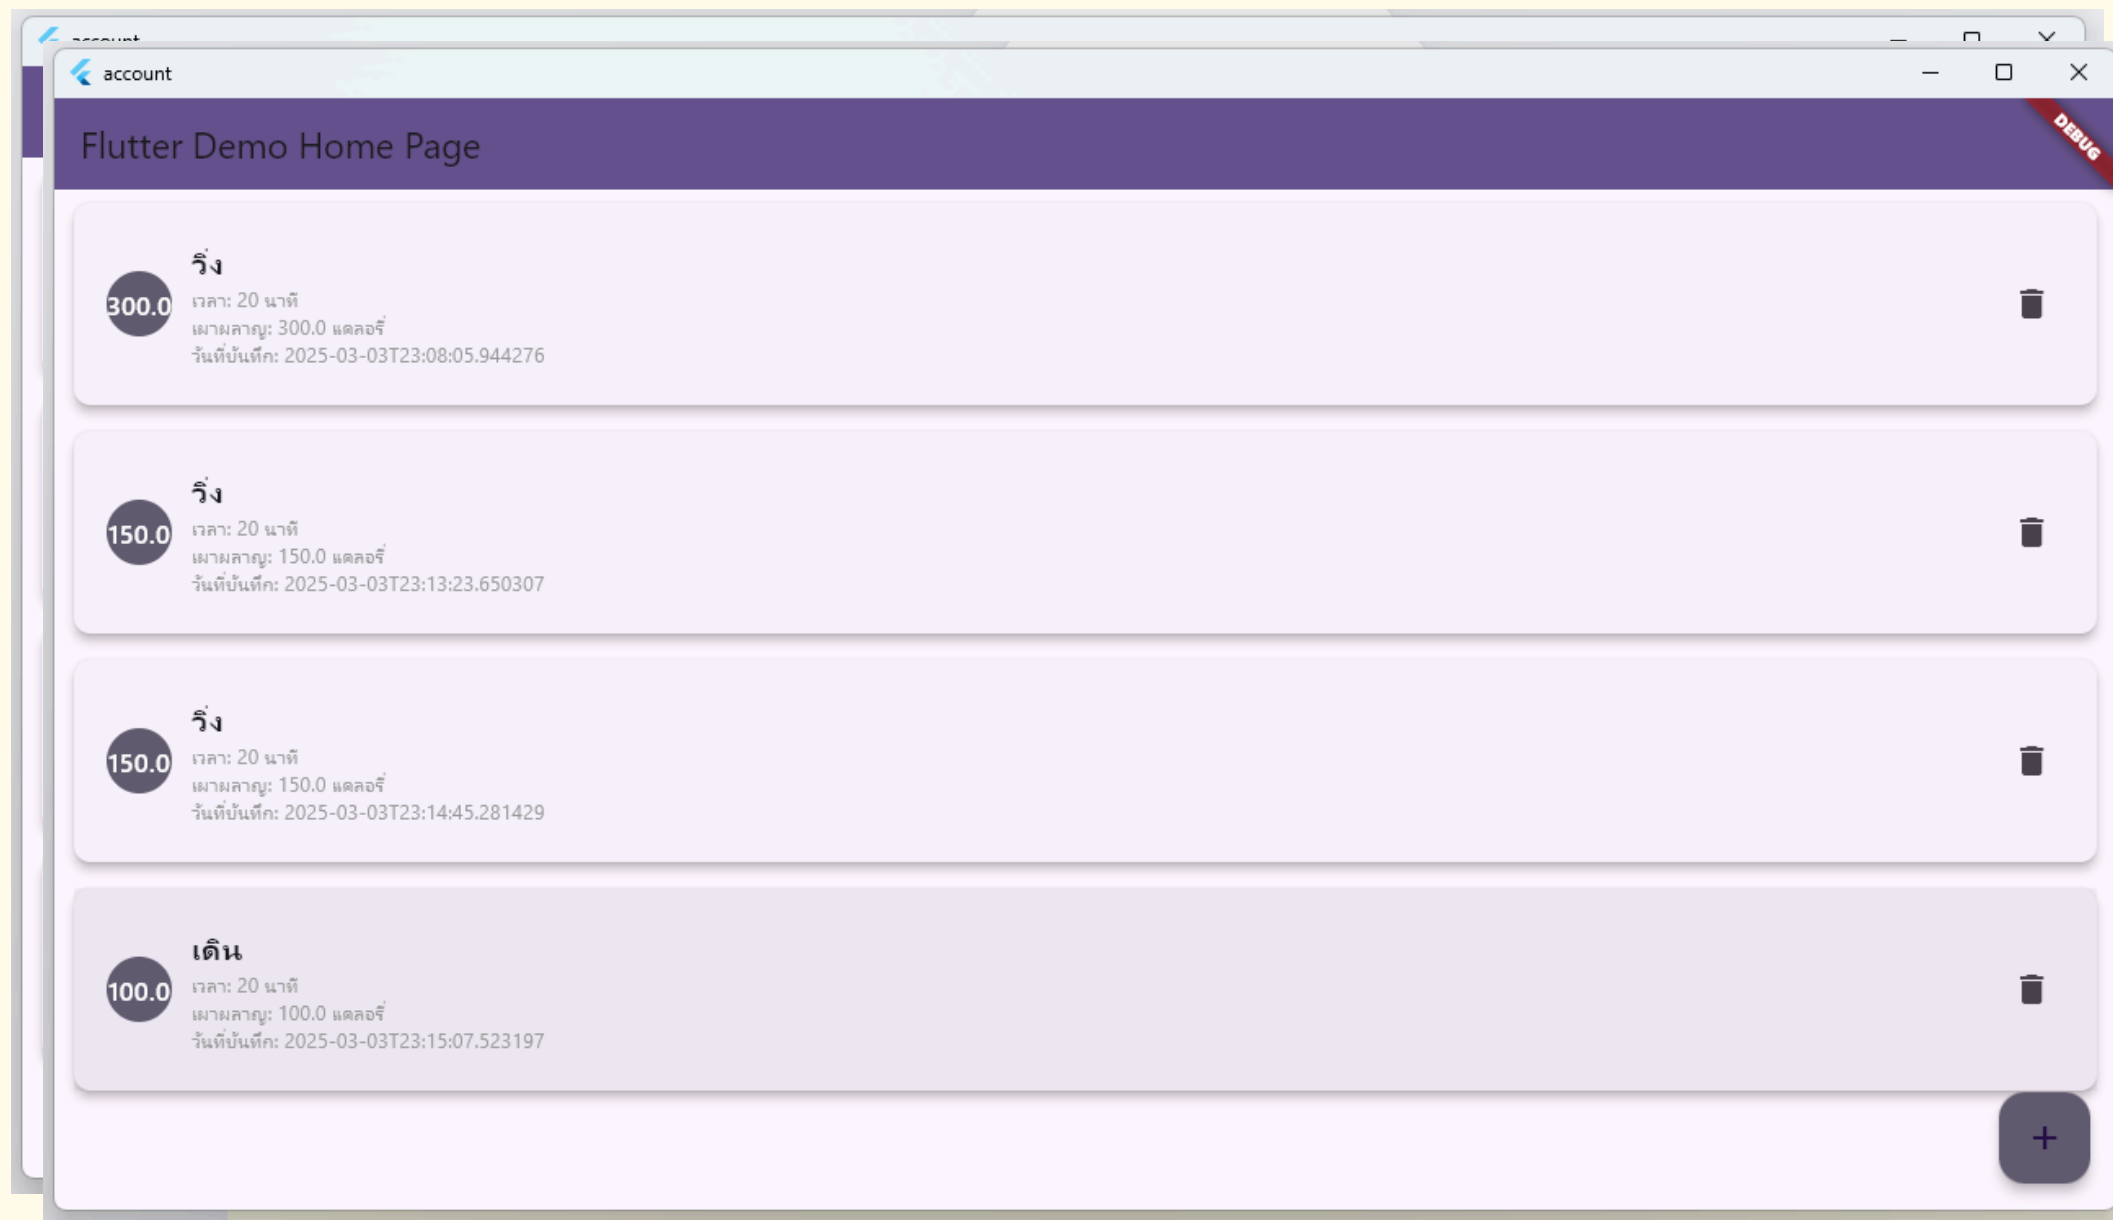 account
Flutter Demo Home Page
DEBUG
300.0
วิ่ง
เวลา: 20 นาที
เผาผลาญ: 300.0 แคลอรี่
วันที่บันทึก: 2025-03-03T23:08:05.944276
150.0
วิ่ง
เวลา: 20 นาที
เผาผลาญ: 150.0 แคลอรี่
วันที่บันทึก: 2025-03-03T23:13:23.650307
150.0
วิ่ง
เวลา: 20 นาที
เผาผลาญ: 150.0 แคลอรี่
วันที่บันทึก: 2025-03-03T23:14:45.281429
100.0
เดิน
เวลา: 20 นาที
เผาผลาญ: 100.0 แคลอรี่
วันที่บันทึก: 2025-03-03T23:15:07.523197